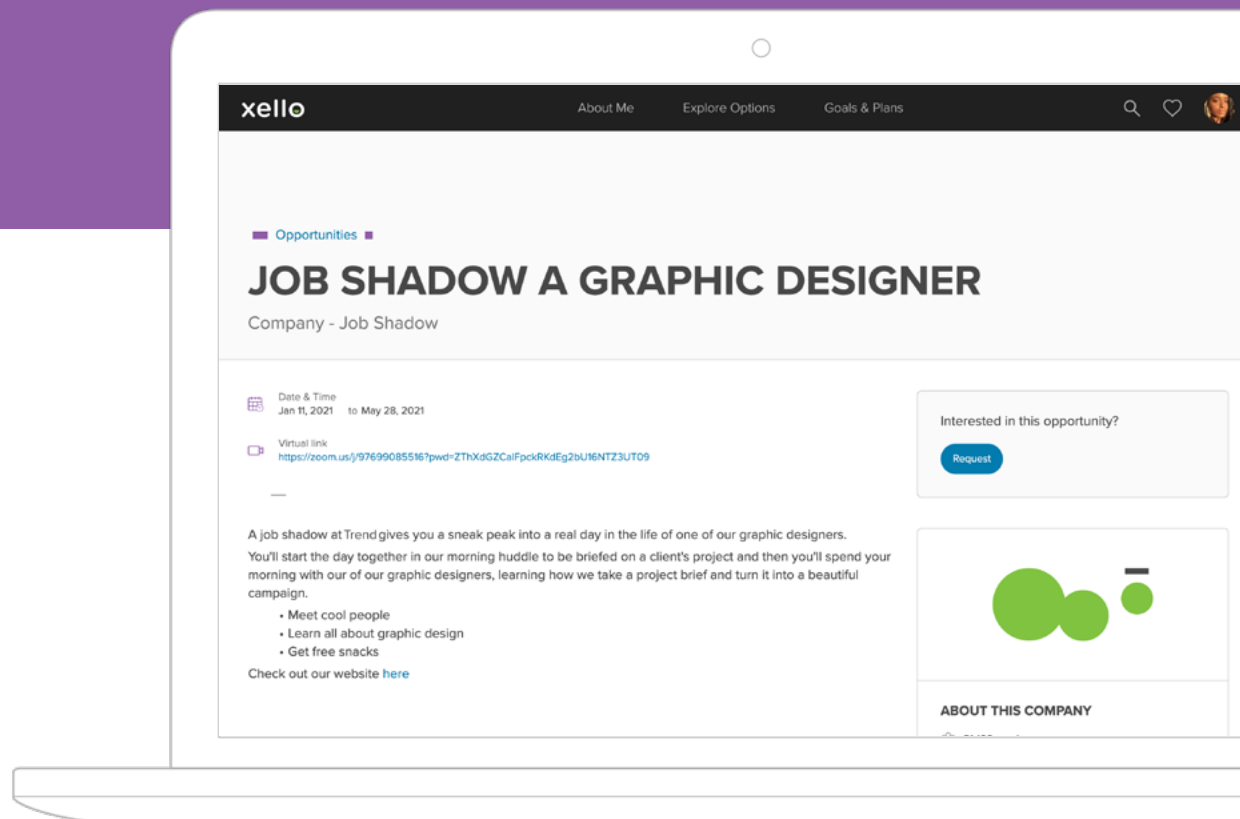 xello
About Me Explore Options Goals & Plans
Opportunities
JOB SHADOW A GRAPHIC DESIGNER
Company - Job Shadow
Date & Time
Jan 11, 2021 to May 28, 2021
Virtual link
https://zoom.us/j/97699085516?pwd=ZThXdGZCalFpckRKdEg2bU16NTZ3UT09
A job shadow at Trend gives you a sneak peak into a real day in the life of one of our graphic designers.
You'll start the day together in our morning huddle to be briefed on a client's project and then you'll spend your
morning with our of our graphic designers, learning how we take a project brief and turn it into a beautiful
campaign.
• Meet cool people
• Learn all about graphic design
• Get free snacks
Check out our website here
Interested in this opportunity?
Request
ABOUT THIS COMPANY